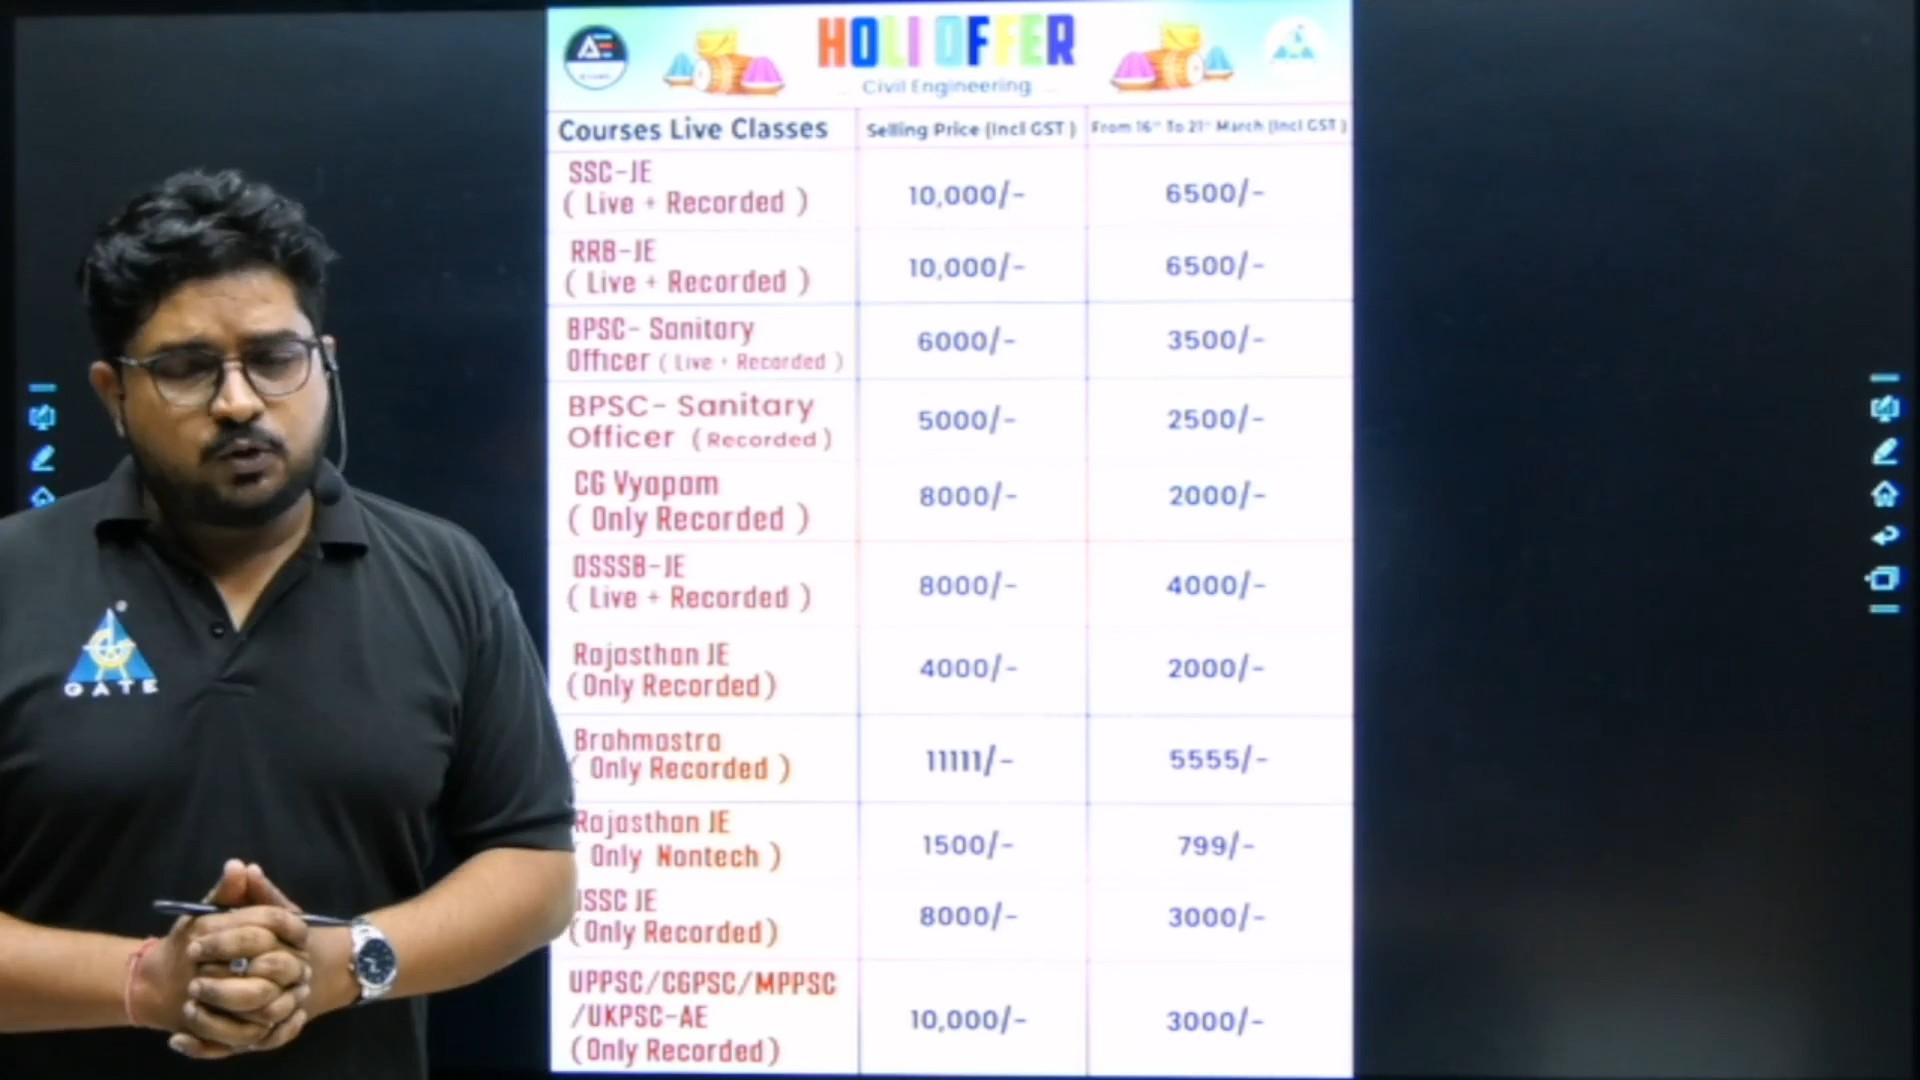 HOLI OFFER
Civil Engineering
Courses Live Classes Selling Price (Incl GST ) From 16th To 21st March (Incl GST )
SSC-JE
( Live + Recorded ) 10,000/- 6500/-
RRB-JE
( Live + Recorded ) 10,000/- 6500/-
BPSC- Sanitary
Officer ( Live + Recorded ) 6000/- 3500/-
BPSC- Sanitary
Officer ( Recorded ) 5000/- 2500/-
CG Vyapam
( Only Recorded ) 8000/- 2000/-
DSSSB-JE
( Live + Recorded ) 8000/- 4000/-
Rajasthan JE
(Only Recorded) 4000/- 2000/-
Brahmastra
( Only Recorded ) 11111/- 5555/-
Rajasthan JE
( Only Nontech ) 1500/- 799/-
JSSC JE
(Only Recorded) 8000/- 3000/-
UPPSC/CGPSC/MPPSC
/UKPSC-AE
(Only Recorded) 10,000/- 3000/-
GATE